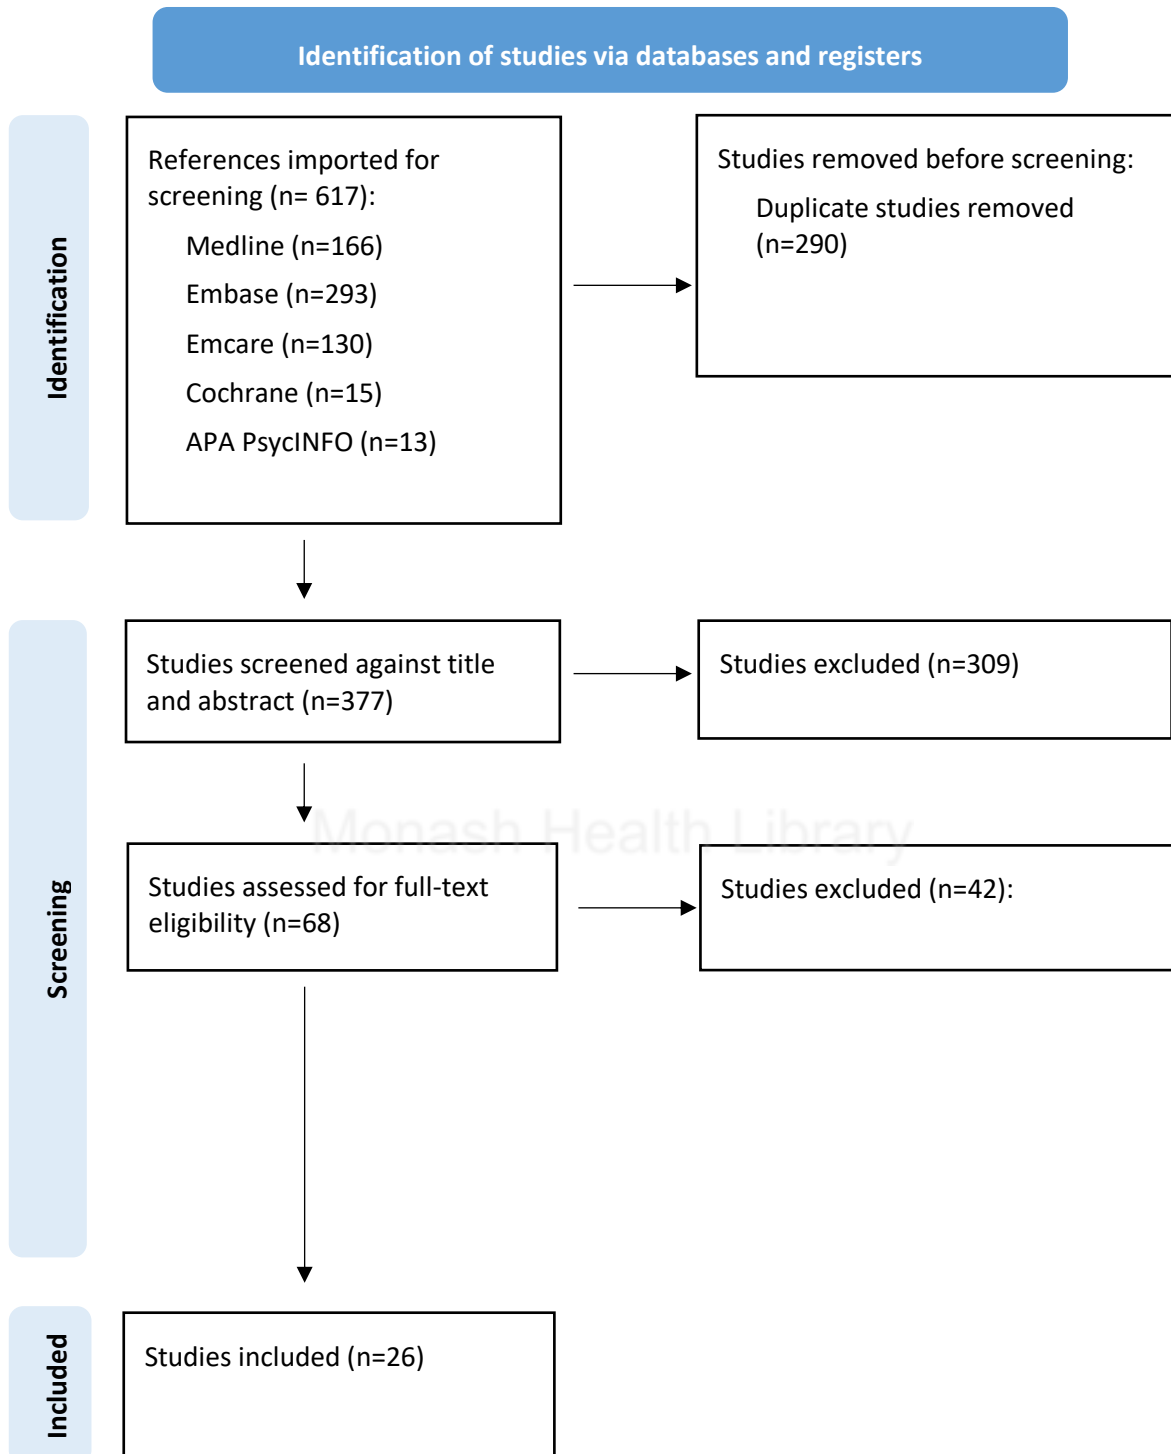 Identification of studies via databases and registers
Identification
References imported for
screening (n= 617):
Medline (n=166)
Embase (n=293)
Emcare (n=130)
Cochrane (n=15)
APA PsycINFO (n=13)
Studies removed before screening:
Duplicate studies removed
(n=290)
Screening
Studies screened against title
and abstract (n=377)
Studies excluded (n=309)
Monash Health Library
Studies assessed for full-text
eligibility (n=68)
Studies excluded (n=42):
Included
Studies included (n=26)